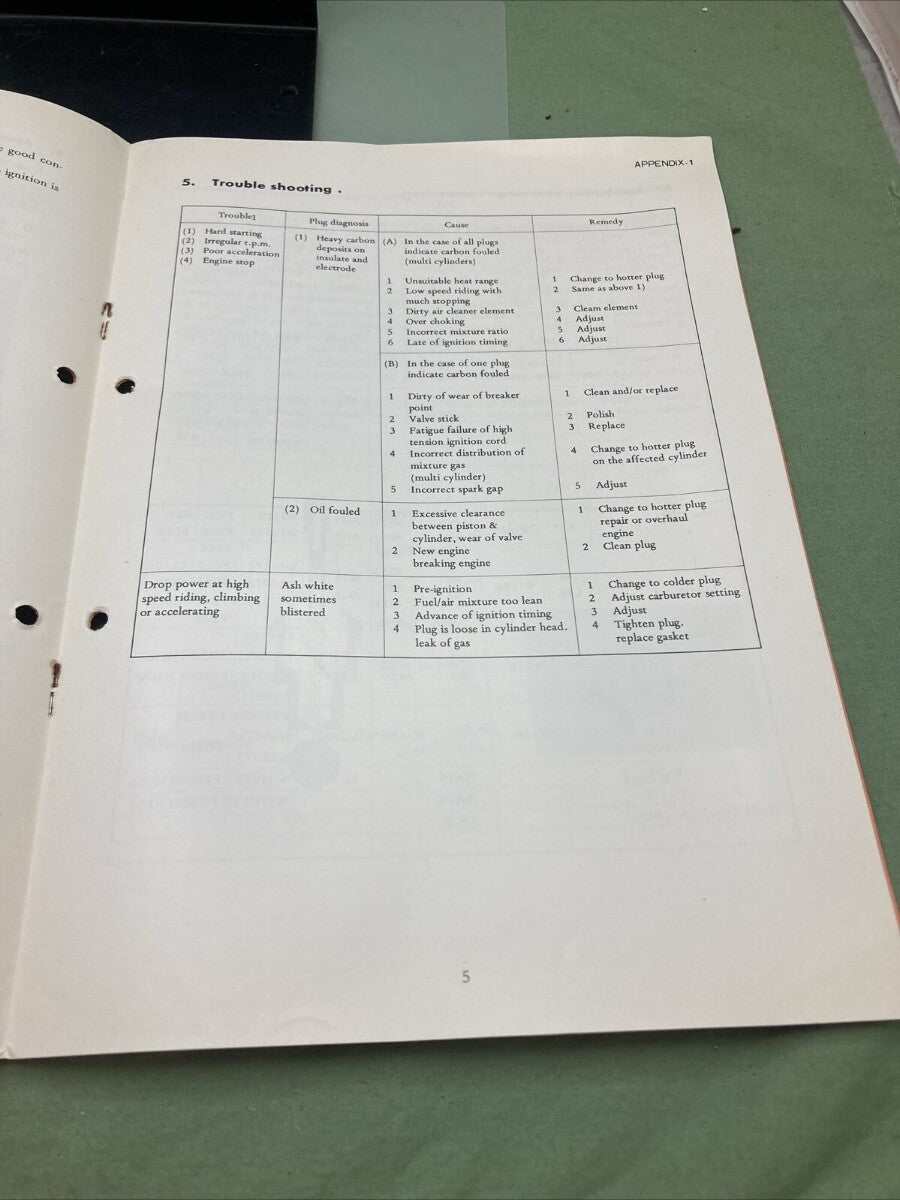 e good con-
ignition is
APPENDIX-1
5. Trouble shooting .
Trouble1
Plug diagnosis
Cause
Remedy
(1) Hard starting
(2) Irregular r.p.m.
(3) Poor acceleration
(4) Engine stop
(1) Heavy carbon
deposits on
insulate and
electrode
(A) In the case of all plugs
indicate carbon fouled
(multi cylinders)
1 Unsuitable heat range
2 Low speed riding with
much stopping
3 Dirty air cleaner element
4 Over choking
5 Incorrect mixture ratio
6 Late of ignition timing
1 Change to hotter plug
2 Same as above 1)
3 Cleam element
4 Adjust
5 Adjust
6 Adjust
(B) In the case of one plug
indicate carbon fouled
1 Dirty of wear of breaker
point
2 Valve stick
3 Fatigue failure of high
tension ignition cord
4 Incorrect distribution of
mixture gas
(multi cylinder)
5 Incorrect spark gap
1 Clean and/or replace
2 Polish
3 Replace
4 Change to hotter plug
on the affected cylinder
5 Adjust
(2) Oil fouled
1 Excessive clearance
between piston &
cylinder, wear of valve
2 New engine
breaking engine
1 Change to hotter plug
repair or overhaul
engine
2 Clean plug
Drop power at high
speed riding, climbing
or accelerating
Ash white
sometimes
blistered
1 Pre-ignition
2 Fuel/air mixture too lean
3 Advance of ignition timing
4 Plug is loose in cylinder head.
leak of gas
1 Change to colder plug
2 Adjust carburetor setting
3 Adjust
4 Tighten plug.
replace gasket
5